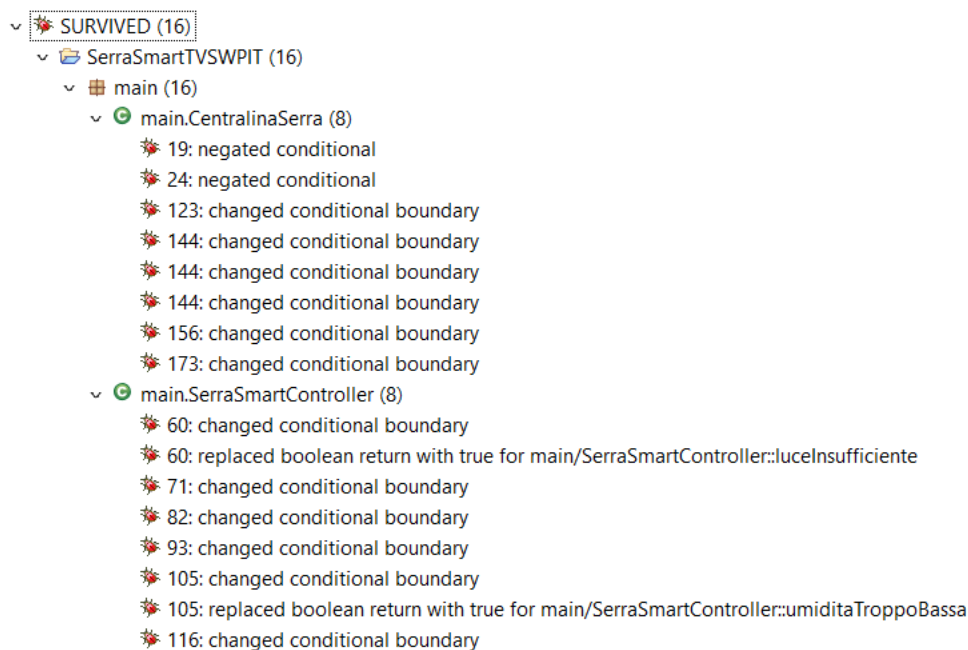 SURVIVED (16)
SerraSmartTVSWPIT (16)
main (16)
main.CentralinaSerra (8)
19: negated conditional
24: negated conditional
123: changed conditional boundary
144: changed conditional boundary
144: changed conditional boundary
144: changed conditional boundary
156: changed conditional boundary
173: changed conditional boundary
main.SerraSmartController (8)
60: changed conditional boundary
60: replaced boolean return with true for main/SerraSmartController::luceInsufficiente
71: changed conditional boundary
82: changed conditional boundary
93: changed conditional boundary
105: changed conditional boundary
105: replaced boolean return with true for main/SerraSmartController::umiditaTroppoBassa
116: changed conditional boundary